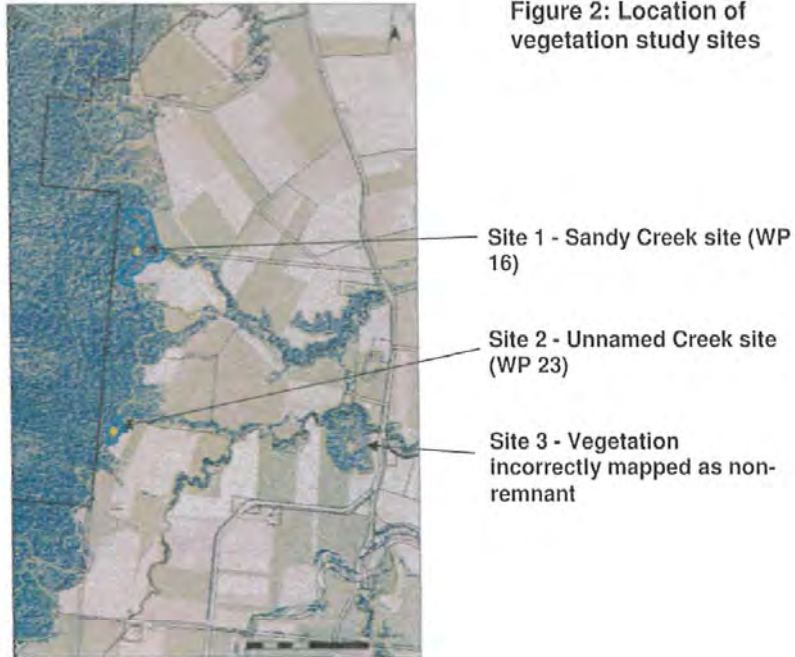 Figure 2: Location of
vegetation study sites
Site 1 - Sandy Creek site (WP
16)
Site 2 - Unnamed Creek site
(WP 23)
Site 3 - Vegetation
incorrectly mapped as non-
remnant